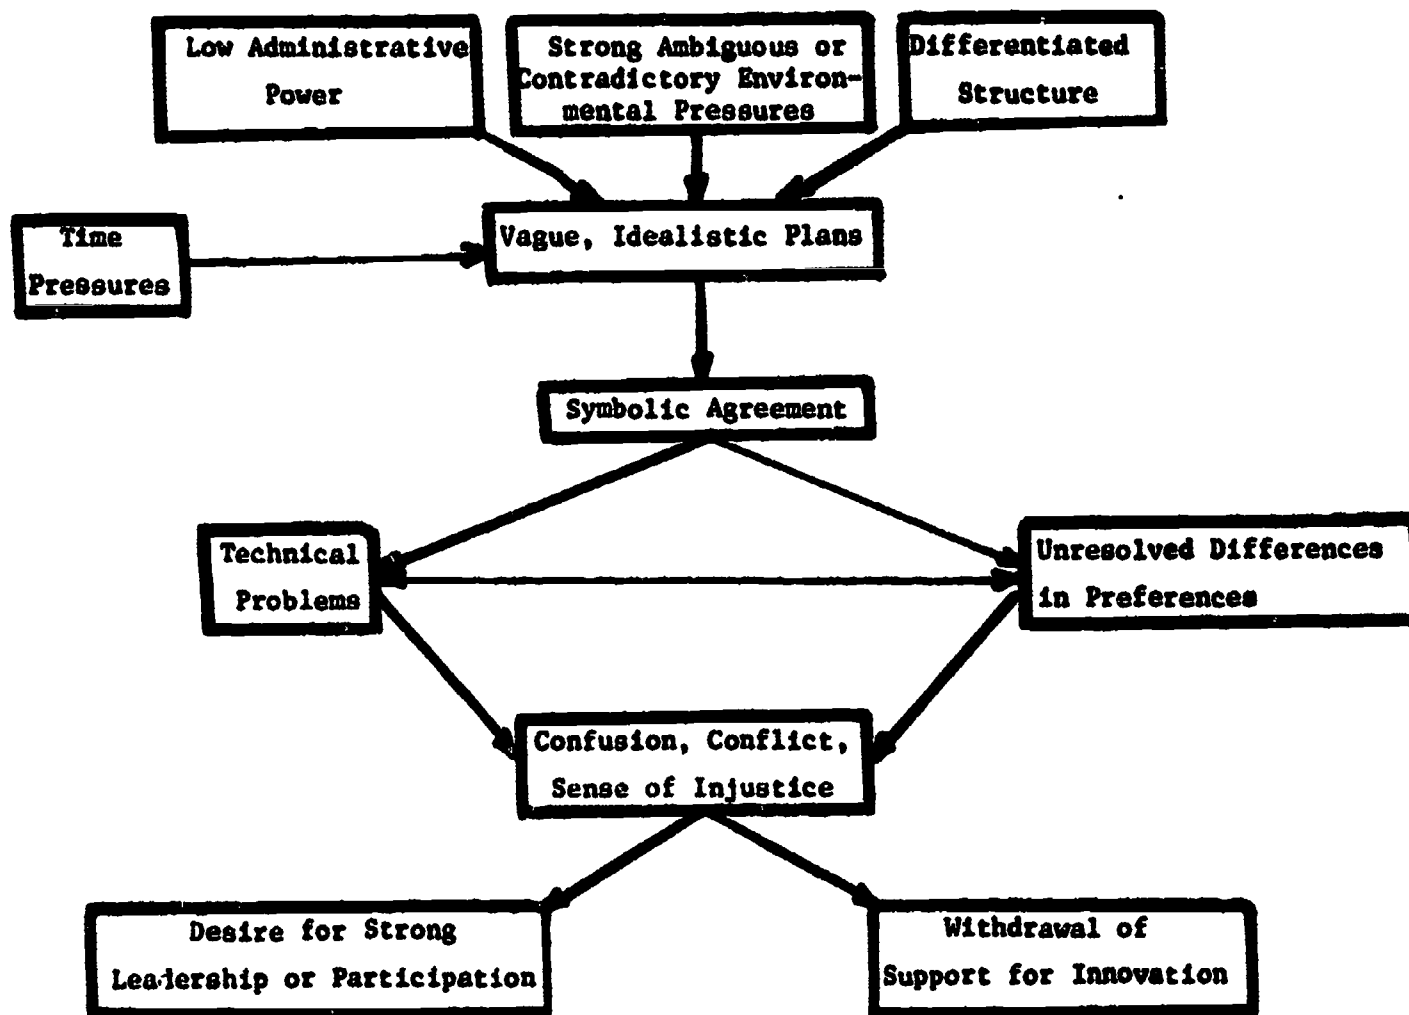 Low Administrative
Power
Strong Ambiguous or
Contradictory Environ-
mental Pressures
Differentiated
Structure
Time
Pressures
Vague, Idealistic Plans
Symbolic Agreement
Technical
Problems
Unresolved Differences
in Preferences
Confusion, Conflict,
Sense of Injustice
Desire for Strong
Leadership or Participation
Withdrawal of
Support for Innovation